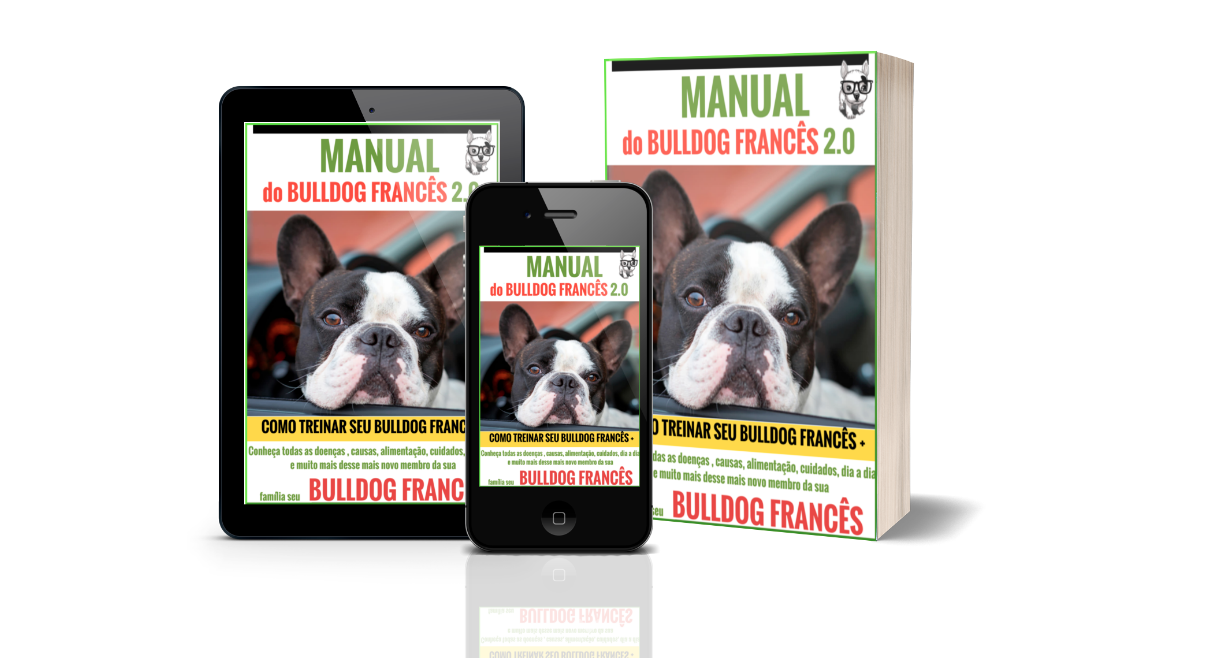 MANUAL
do BULLDOG FRANCÊS 2.0
COMO TREINAR SEU BULLDOG FRANC
Conheça todas as doenças , causas, alimentação, cuidados,
e muito mais desse mais novo membro da sua
família seu BULLDOG FRANC
MANUAL
do BULLDOG FRANCÊS 2.0
COMO TREINAR SEU BULLDOG FRANCÊS +
Conheça todas as doenças , causas, alimentação, cuidados, dia a dia
e muito mais desse mais novo membro da sua
família seu BULLDOG FRANCÊS
MANUAL
do BULLDOG FRANCÊS 2.0
O TREINAR SEU BULLDOG FRANCÊS +
das as doenças , causas, alimentação, cuidados, dia a dia
e muito mais desse mais novo membro da sua
seu BULLDOG FRANCÊS